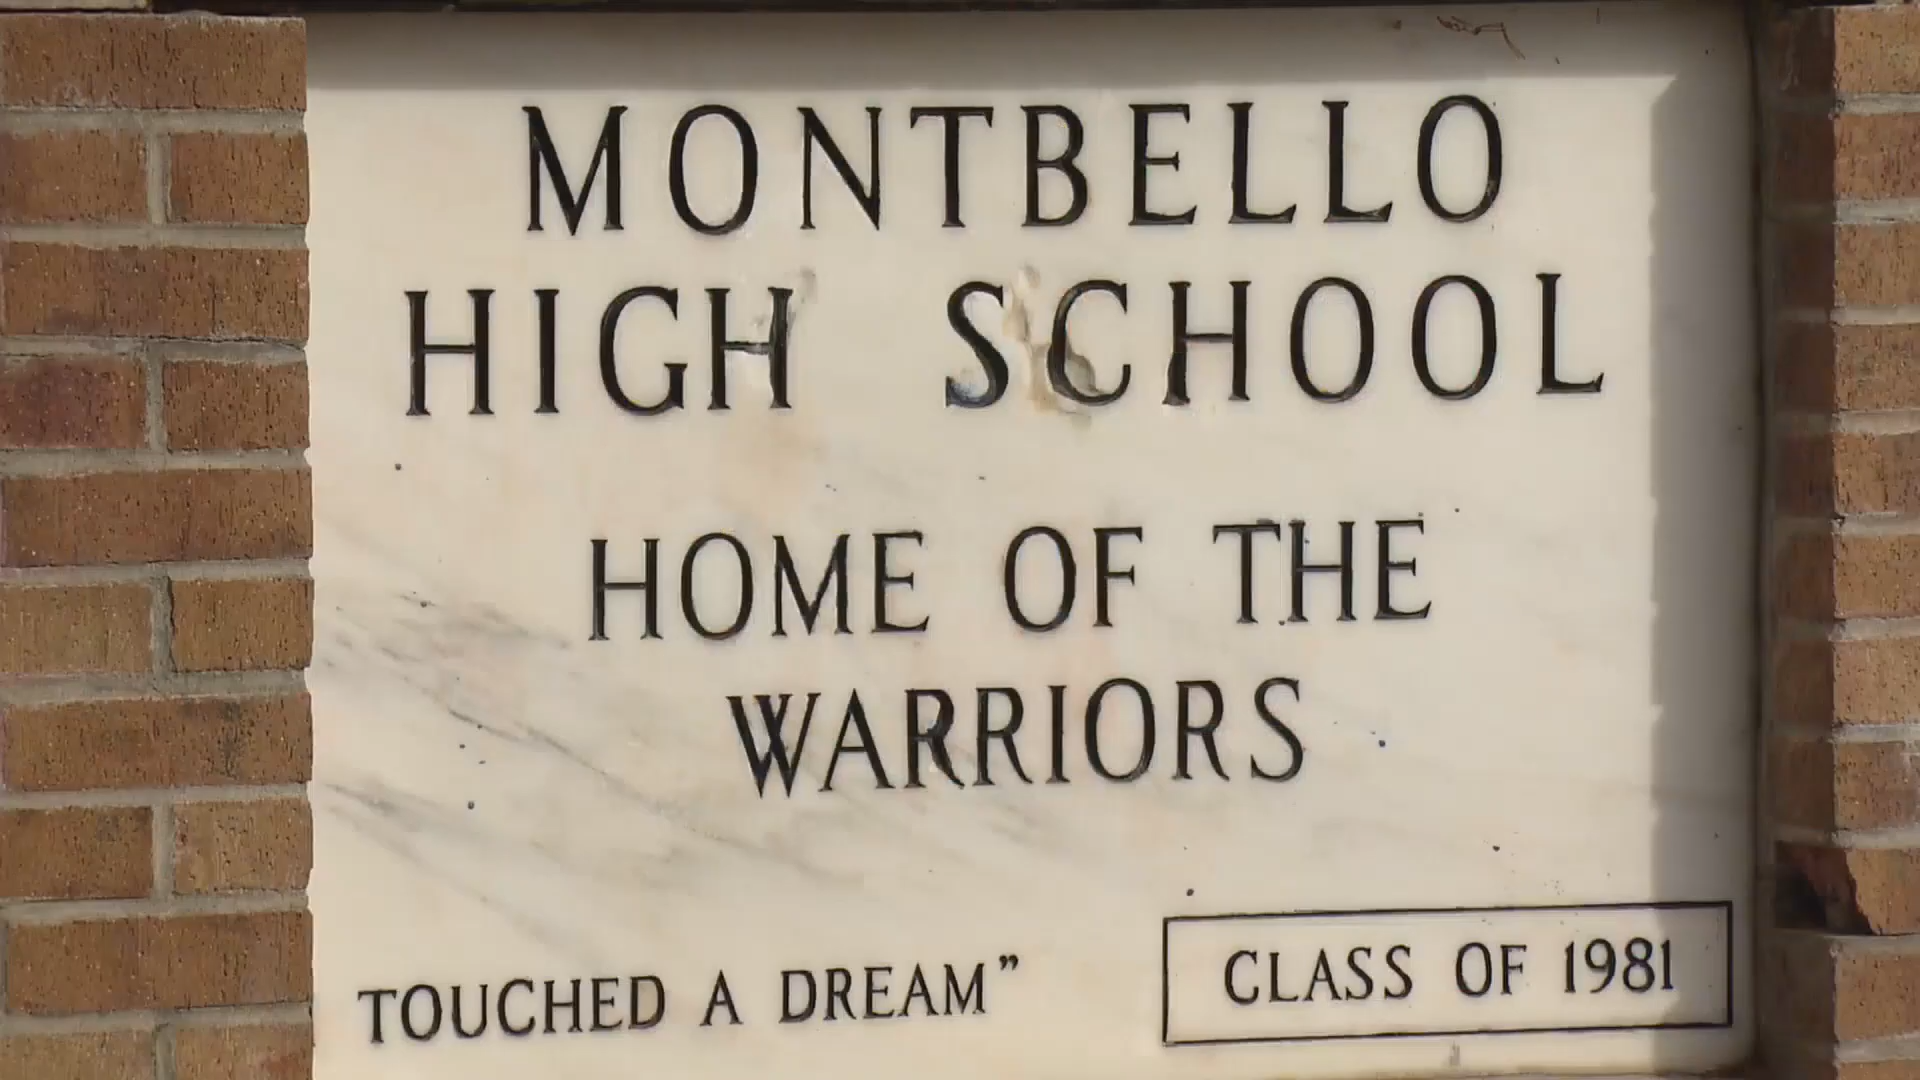 MONTBELLO
HIGH SCHOOL
HOME OF THE
WARRIORS
TOUCHED A DREAM”
CLASS OF 1981